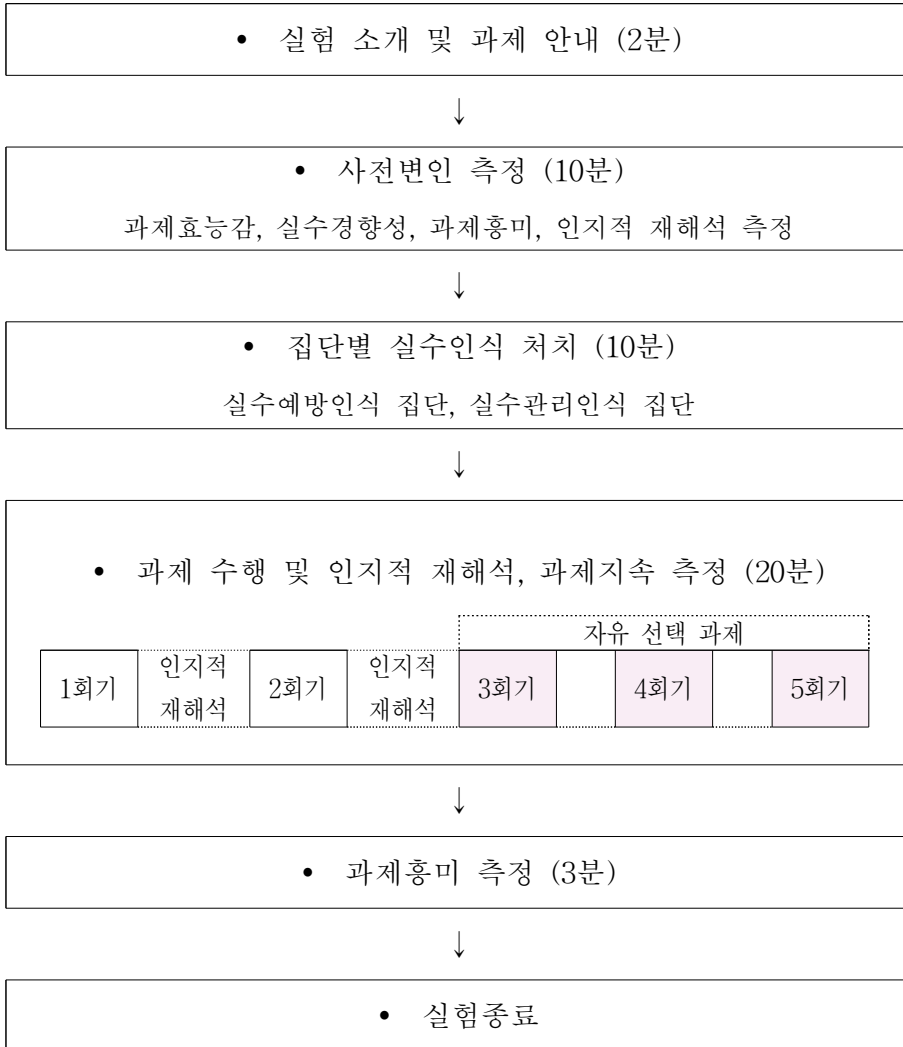 • 실험 소개 및 과제 안내 (2분)
↓
• 사전변인 측정 (10분)
과제효능감, 실수경향성, 과제흥미, 인지적 재해석 측정
↓
• 집단별 실수인식 처치 (10분)
실수예방인식 집단, 실수관리인식 집단
↓
• 과제 수행 및 인지적 재해석, 과제지속 측정 (20분)
자유 선택 과제
1회기
인지적
재해석
2회기
인지적
재해석
3회기
4회기
5회기
↓
• 과제흥미 측정 (3분)
↓
• 실험종료